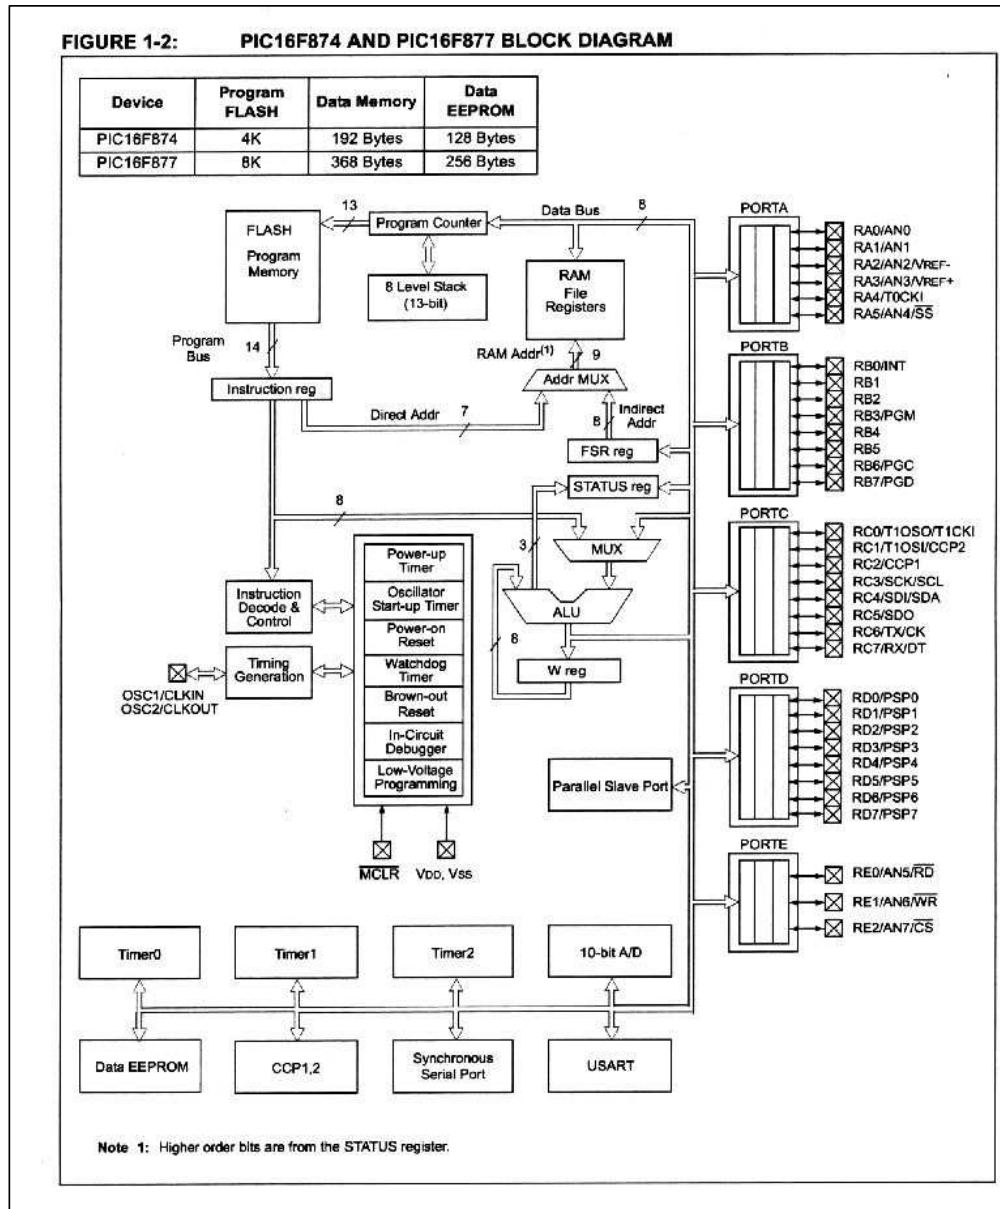 FIGURE 1-2: PIC16F874 AND PIC16F877 BLOCK DIAGRAM
Device Program FLASH Data Memory Data EEPROM
PIC16F874 4K 192 Bytes 128 Bytes
PIC16F877 8K 368 Bytes 256 Bytes
FLASH
Program
Memory
13
Program Counter
Data Bus
8
8 Level Stack
(13-bit)
RAM
File
Registers
Program
Bus
14
RAM Addr(1)
9
Addr MUX
Instruction reg
Direct Addr
7
8
Indirect
Addr
FSR reg
STATUS reg
8
3
MUX
ALU
8
W reg
Power-up
Timer
Oscillator
Start-up Timer
Power-on
Reset
Watchdog
Timer
Brown-out
Reset
In-Circuit
Debugger
Low-Voltage
Programming
Instruction
Decode &
Control
Timing
Generation
OSC1/CLKIN
OSC2/CLKOUT
MCLR
VDD, VSS
Parallel Slave Port
PORTA
RA0/AN0
RA1/AN1
RA2/AN2/VREF-
RA3/AN3/VREF+
RA4/T0CKI
RA5/AN4/SS
PORTB
RB0/INT
RB1
RB2
RB3/PGM
RB4
RB5
RB6/PGC
RB7/PGD
PORTC
RC0/T1OSO/T1CKI
RC1/T1OSI/CCP2
RC2/CCP1
RC3/SCK/SCL
RC4/SDI/SDA
RC5/SDO
RC6/TX/CK
RC7/RX/DT
PORTD
RD0/PSP0
RD1/PSP1
RD2/PSP2
RD3/PSP3
RD4/PSP4
RD5/PSP5
RD6/PSP6
RD7/PSP7
PORTE
RE0/AN5/RD
RE1/AN6/WR
RE2/AN7/CS
Timer0
Timer1
Timer2
10-bit A/D
Data EEPROM
CCP1,2
Synchronous
Serial Port
USART
Note 1: Higher order bits are from the STATUS register.